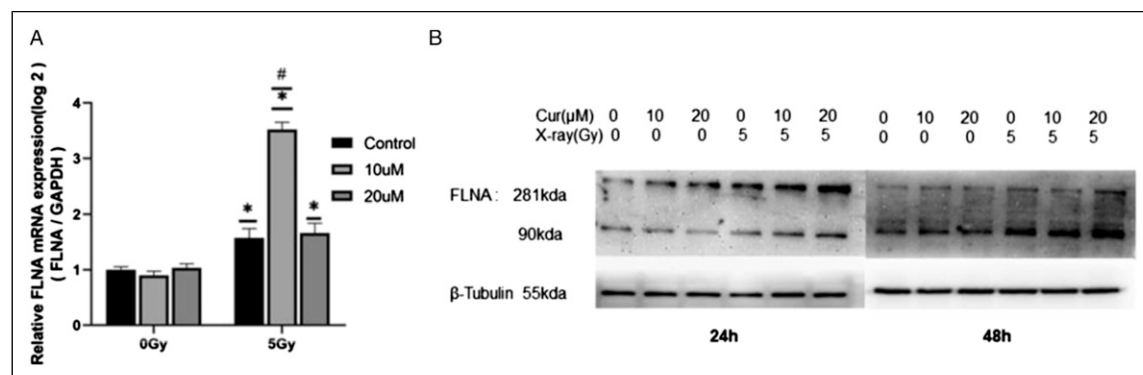 A
Relative FLNA mRNA expression(log 2)
( FLNA / GAPDH )
4
3
2
1
0
*
#
*
*
0Gy
5Gy
Control
10uM
20uM
B
Cur(μM) 0 10 20 0 10 20 0 10 20 0 10 20
X-ray(Gy) 0 0 0 5 5 5 0 0 0 5 5 5
FLNA : 281kda
90kda
β-Tubulin 55kda
24h
48h